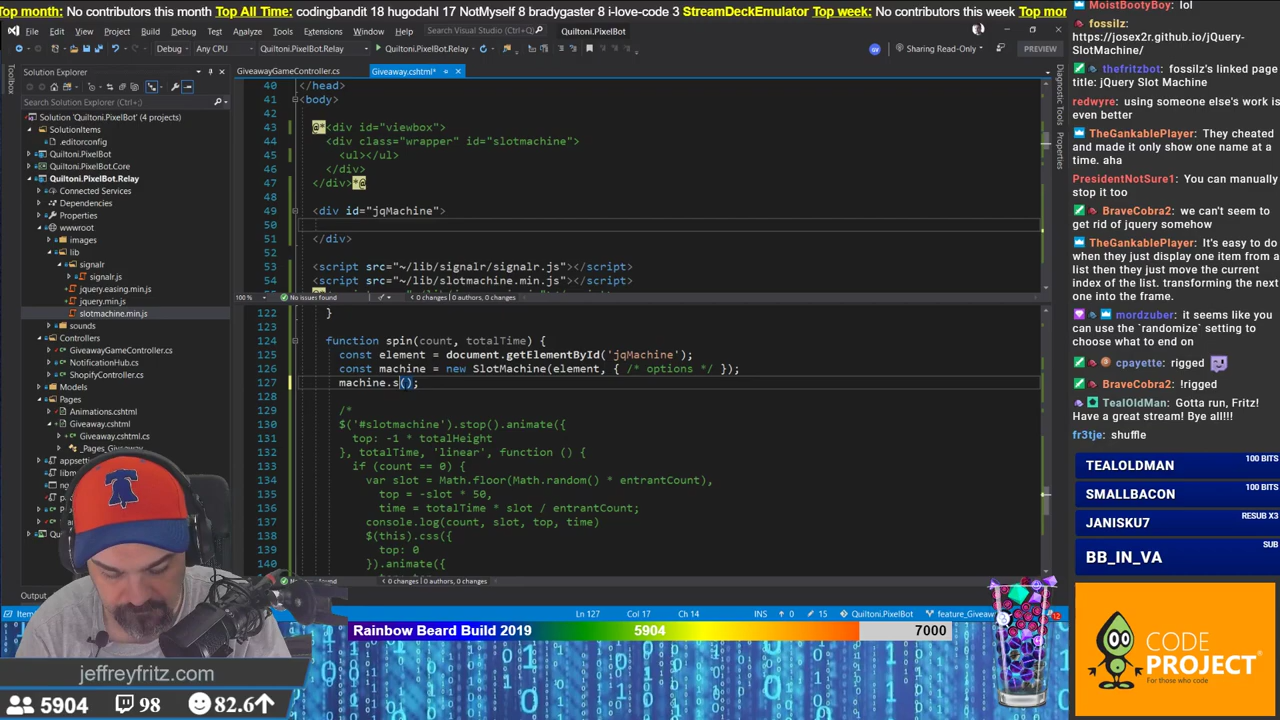 op month: No contributors this month Top All Time: codingbandit 18 hugodahl 17 NotMyself 8 bradygaster 8 i-love-code 3 StreamDeckEmulator Top week: No contributors this week Top mo
File Edit View Project Build Debug Team Tools Architecture Test Analyze Tools Extensions Window Help Search Visual Studio Quiltoni.PixelBot
Debug Any CPU Quiltoni.PixelBot.Relay Quiltoni.PixelBot.Relay Sharing Read-Only PREVIEW
Solution Explorer
Search Solution Explorer (Ctrl+;)
Solution 'Quiltoni.PixelBot' (4 projects)
SolutionItems
.editorconfig
Quiltoni.PixelBot
Quiltoni.PixelBot.Core
Quiltoni.PixelBot.Relay
Connected Services
Dependencies
Properties
wwwroot
images
lib
signalr
signalr.js
jquery.easing.min.js
jquery.min.js
slotmachine.min.js
sounds
Controllers
GiveawayGameController.cs
NotificationHub.cs
ShopifyController.cs
Models
Pages
Animations.cshtml
Giveaway.cshtml
Giveaway.cshtml.cs
_Pages_Giveaway
appsetti
libm
Output
Toolbox
GiveawayGameController.cs Giveaway.cshtml*
40 </head>
41 <body>
42
43 @*<div id="viewbox">
44 <div class="wrapper" id="slotmachine">
45 <ul></ul>
46 </div>
47 </div>*@
48
49 <div id="jqMachine">
50
51 </div>
52
53 <script src="~/lib/signalr/signalr.js"></script>
54 <script src="~/lib/slotmachine.min.js"></script>
100 % No issues found 0 changes | 0 authors, 0 changes
122 }
123
124 function spin(count, totalTime) {
125 const element = document.getElementById('jqMachine');
126 const machine = new SlotMachine(element, { /* options */ });
127 machine.s();
128
129 /*
130 $('#slotmachine').stop().animate({
131 top: -1 * totalHeight
132 }, totalTime, 'linear', function () {
133 if (count == 0) {
134 var slot = Math.floor(Math.random() * entrantCount),
135 top = -slot * 50,
136 time = totalTime * slot / entrantCount;
137 console.log(count, slot, top, time)
138 $(this).css({
139 top: 0
140 }).animate({
0 changes | 0 authors, 0 changes
Ln 127 Col 17 Ch 14 INS 0 15 Quiltoni.PixelBot feature_Giveaw
Diagnostic Tools
Properties
MoistBootyBoy: lol
fossilz:
https://josex2r.github.io/jQuery-
SlotMachine/
thefritzbot: fossilz's linked page
title: jQuery Slot Machine
redwyre: using someone else's work is
even better
TheGankablePlayer: They cheated
and made it only show one name at a
time. aha
PresidentNotSure1: You can manually
stop it too
BraveCobra2: we can't seem to
get rid of jquery somehow
TheGankablePlayer: It's easy to do
when they just display one item from a
list then they just move the current
index of the list. transforming the next
one into the frame.
mordzuber: it seems like you
can use the `randomize` setting to
choose what to end on
cpayette: rigged
BraveCobra2: !rigged
TealOldMan: Gotta run, Fritz!
Have a great stream! Bye all!!!
fr3tje: shuffle
TEALOLDMAN 100 BITS
SMALLBACON 100 BITS
JANISKU7 RESUB X3
BB_IN_VA SUB
CODE
PROJECT
For those who code
Rainbow Beard Build 2019 5904 7000
jeffreyfritz.com
5904 98 82.6